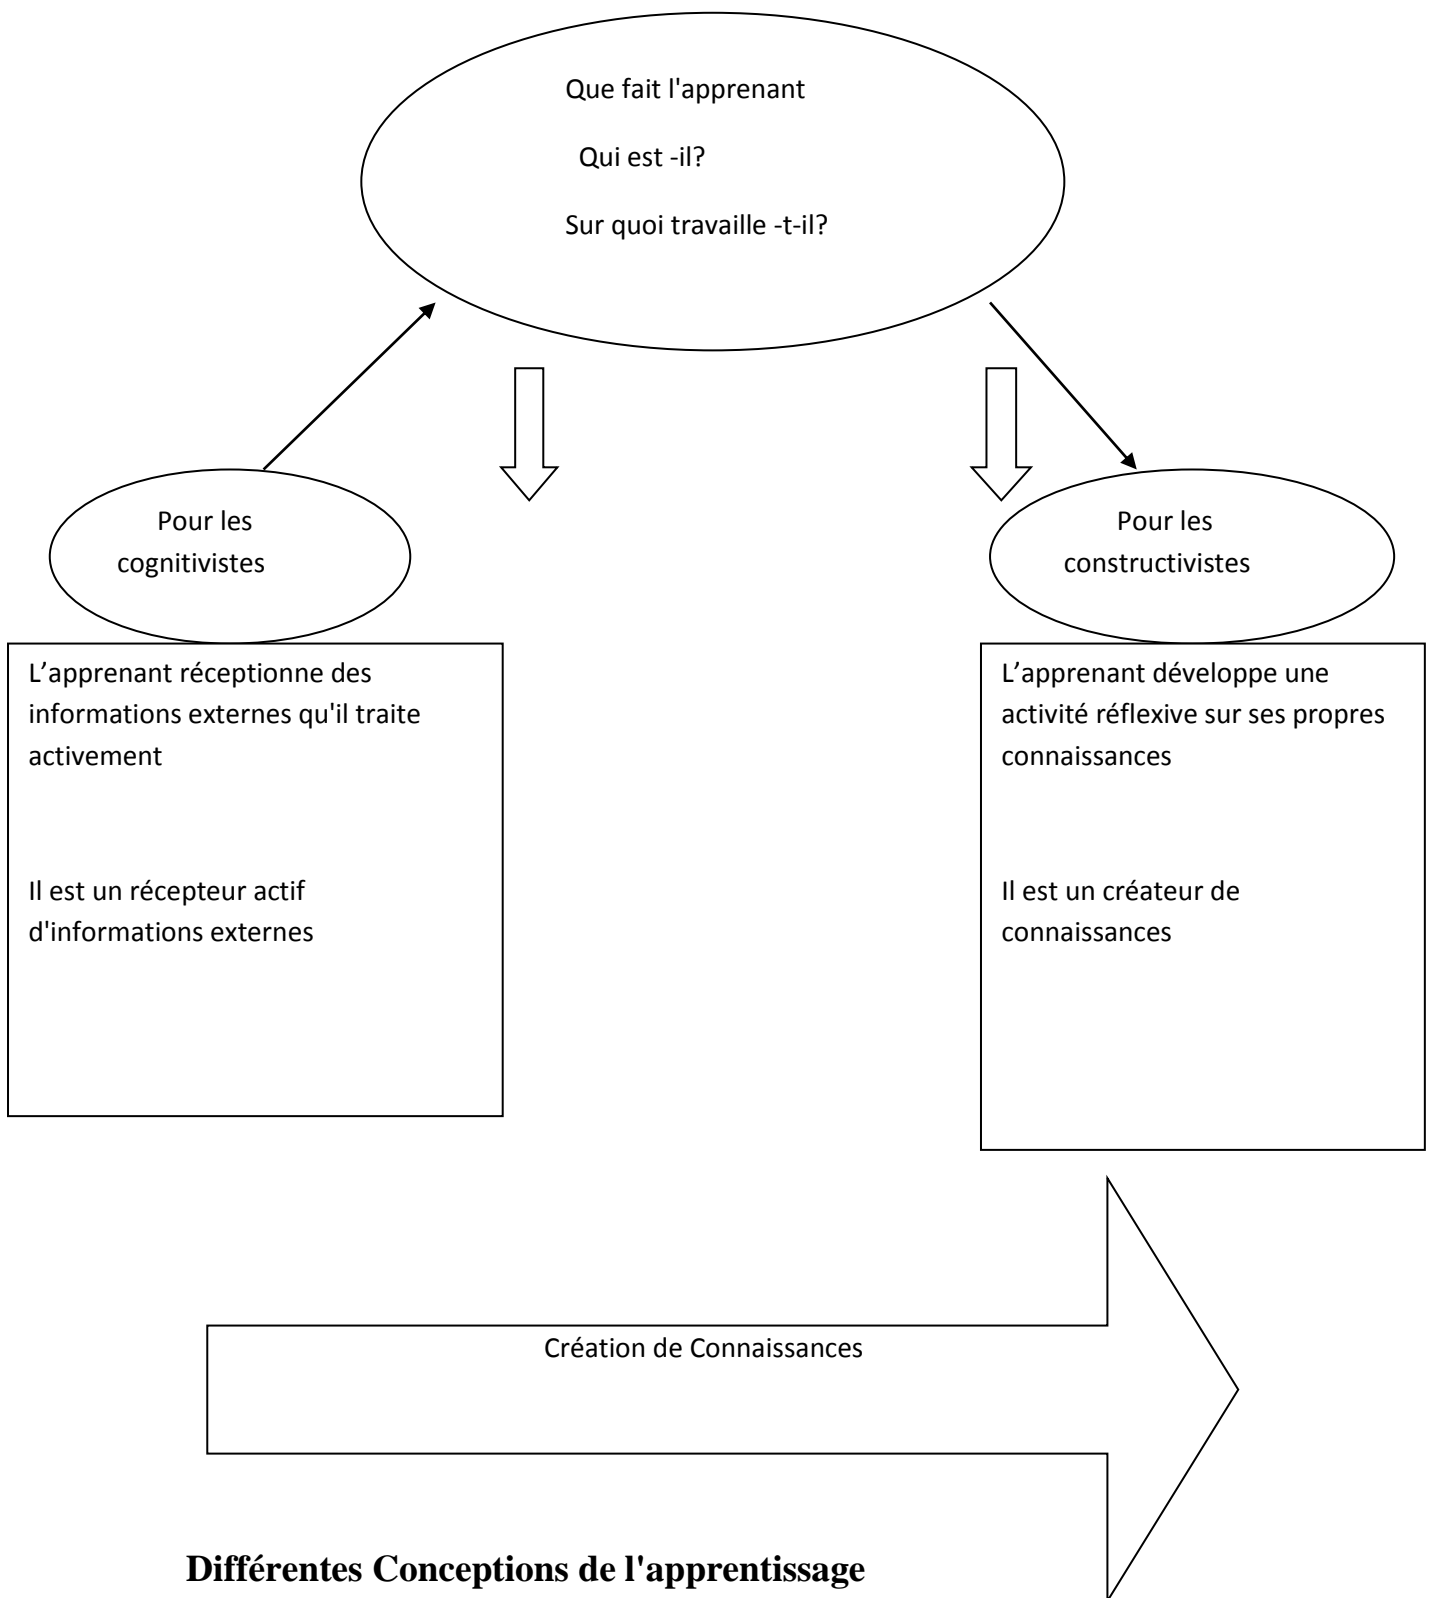 Que fait l'apprenant
Qui est -il?
Sur quoi travaille -t-il?
Pour les
cognitivistes
L’apprenant réceptionne des
informations externes qu'il traite
activement
Il est un récepteur actif
d'informations externes
Pour les
constructivistes
L’apprenant développe une
activité réflexive sur ses propres
connaissances
Il est un créateur de
connaissances
Création de Connaissances
Différentes Conceptions de l'apprentissage